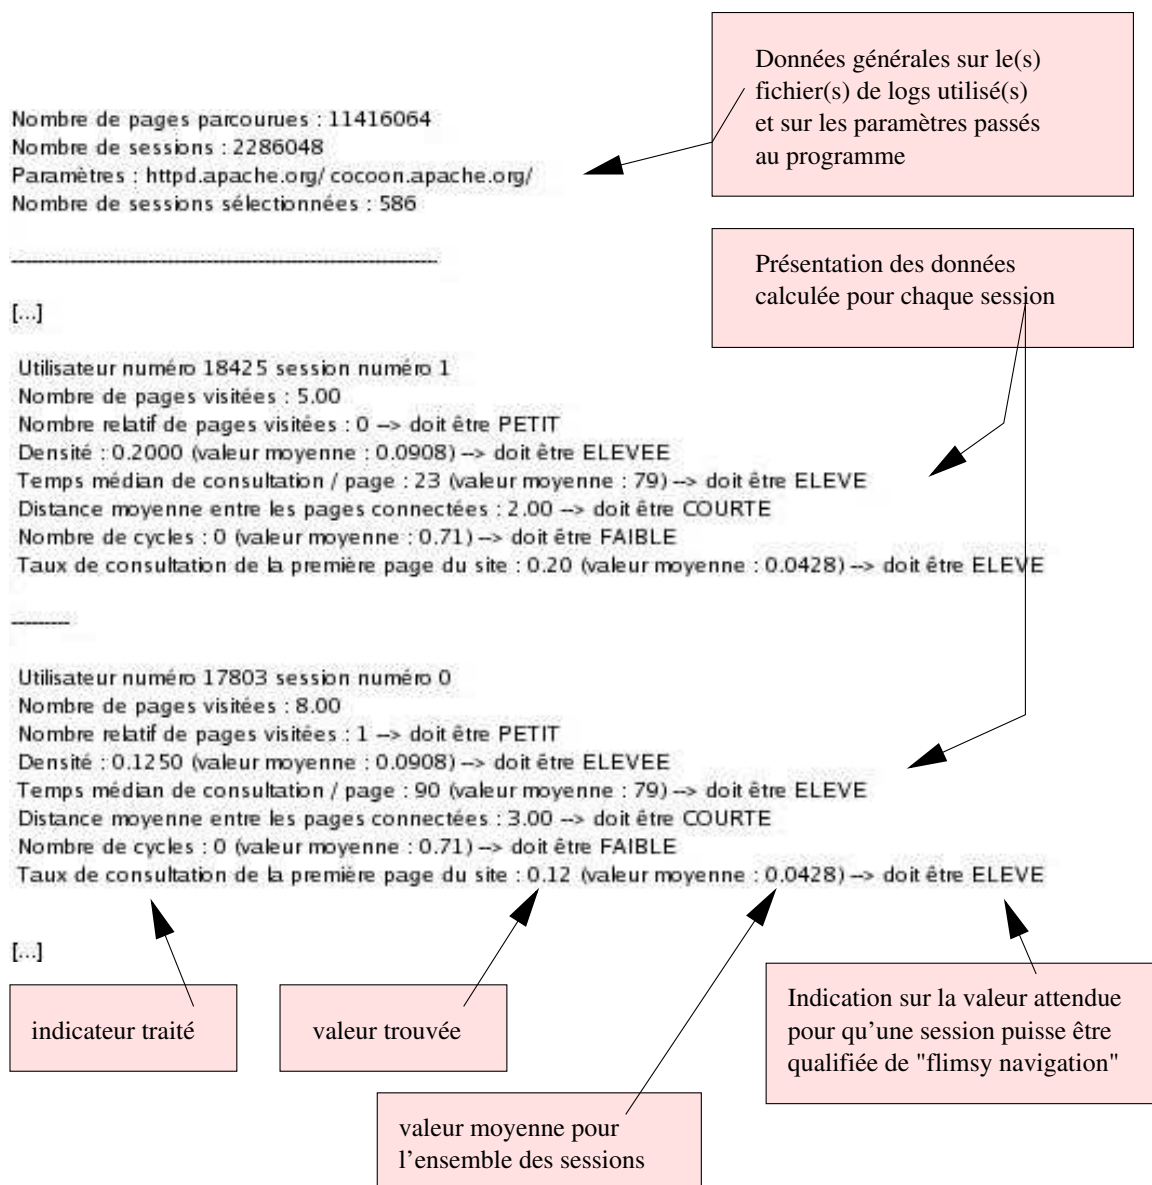 Données générales sur le(s)
fichier(s) de logs utilisé(s)
et sur les paramètres passés
au programme
Nombre de pages parcourues : 11416064
Nombre de sessions : 2286048
Paramètres : httpd.apache.org/ cocoon.apache.org/
Nombre de sessions sélectionnées : 586
Présentation des données
calculée pour chaque session
[...]
Utilisateur numéro 18425 session numéro 1
Nombre de pages visitées : 5.00
Nombre relatif de pages visitées : 0 --> doit être PETIT
Densité : 0.2000 (valeur moyenne : 0.0908) --> doit être ELEVEE
Temps médian de consultation / page : 23 (valeur moyenne : 79) --> doit être ELEVE
Distance moyenne entre les pages connectées : 2.00 --> doit être COURTE
Nombre de cycles : 0 (valeur moyenne : 0.71) --> doit être FAIBLE
Taux de consultation de la première page du site : 0.20 (valeur moyenne : 0.0428) --> doit être ELEVE
---------
Utilisateur numéro 17803 session numéro 0
Nombre de pages visitées : 8.00
Nombre relatif de pages visitées : 1 --> doit être PETIT
Densité : 0.1250 (valeur moyenne : 0.0908) --> doit être ELEVEE
Temps médian de consultation / page : 90 (valeur moyenne : 79) --> doit être ELEVE
Distance moyenne entre les pages connectées : 3.00 --> doit être COURTE
Nombre de cycles : 0 (valeur moyenne : 0.71) --> doit être FAIBLE
Taux de consultation de la première page du site : 0.12 (valeur moyenne : 0.0428) --> doit être ELEVE
[...]
indicateur traité
valeur trouvée
Indication sur la valeur attendue
pour qu'une session puisse être
qualifiée de "flimsy navigation"
valeur moyenne pour
l'ensemble des sessions